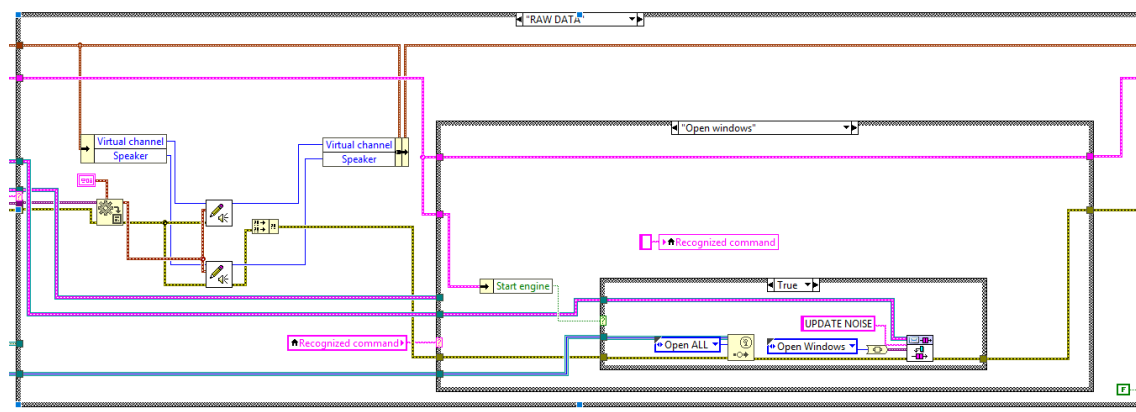 "RAW DATA"
"Open windows"
Virtual channel
Speaker
Virtual channel
Speaker
Recognized command
Start engine
True
UPDATE NOISE
Recognized command
Open ALL
Open Windows
F